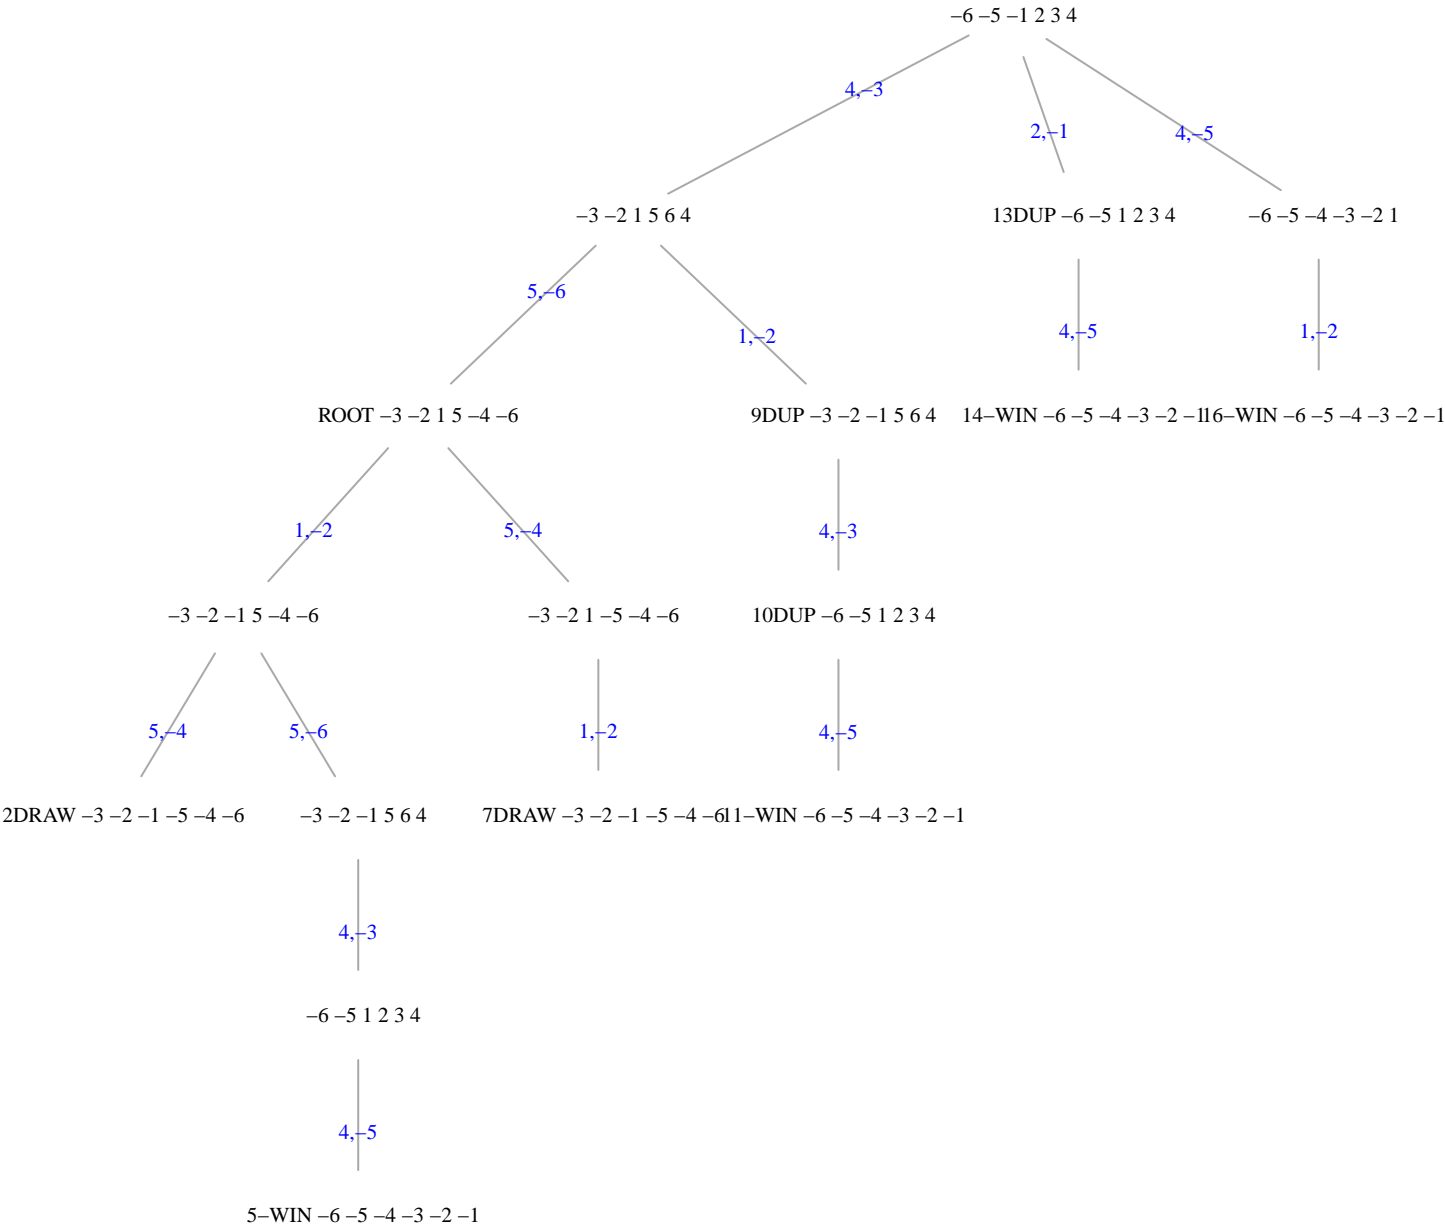 −6 −5 −1 2 3 4
4,−3
2,−1
4,−5
−3 −2 1 5 6 4
13DUP −6 −5 1 2 3 4
−6 −5 −4 −3 −2 1
5,−6
1,−2
4,−5
1,−2
ROOT −3 −2 1 5 −4 −6
9DUP −3 −2 −1 5 6 4
14−WIN −6 −5 −4 −3 −2 −1
16−WIN −6 −5 −4 −3 −2 −1
1,−2
5,−4
4,−3
−3 −2 −1 5 −4 −6
−3 −2 1 −5 −4 −6
10DUP −6 −5 1 2 3 4
5,−4
5,−6
1,−2
4,−5
2DRAW −3 −2 −1 −5 −4 −6
−3 −2 −1 5 6 4
7DRAW −3 −2 −1 −5 −4 −6
11−WIN −6 −5 −4 −3 −2 −1
4,−3
−6 −5 1 2 3 4
4,−5
5−WIN −6 −5 −4 −3 −2 −1